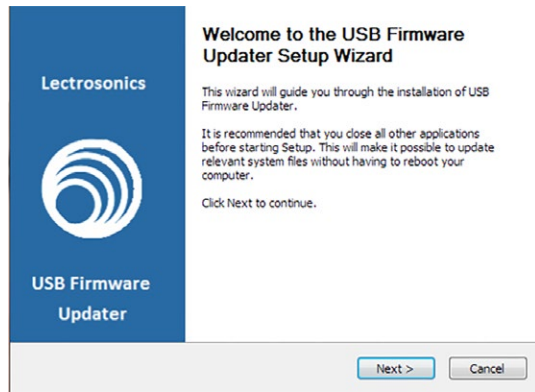 Lectrosonics
USB Firmware
Updater
Welcome to the USB Firmware
Updater Setup Wizard
This wizard will guide you through the installation of USB
Firmware Updater.
It is recommended that you close all other applications
before starting Setup. This will make it possible to update
relevant system files without having to reboot your
computer.
Click Next to continue.
Next >
Cancel